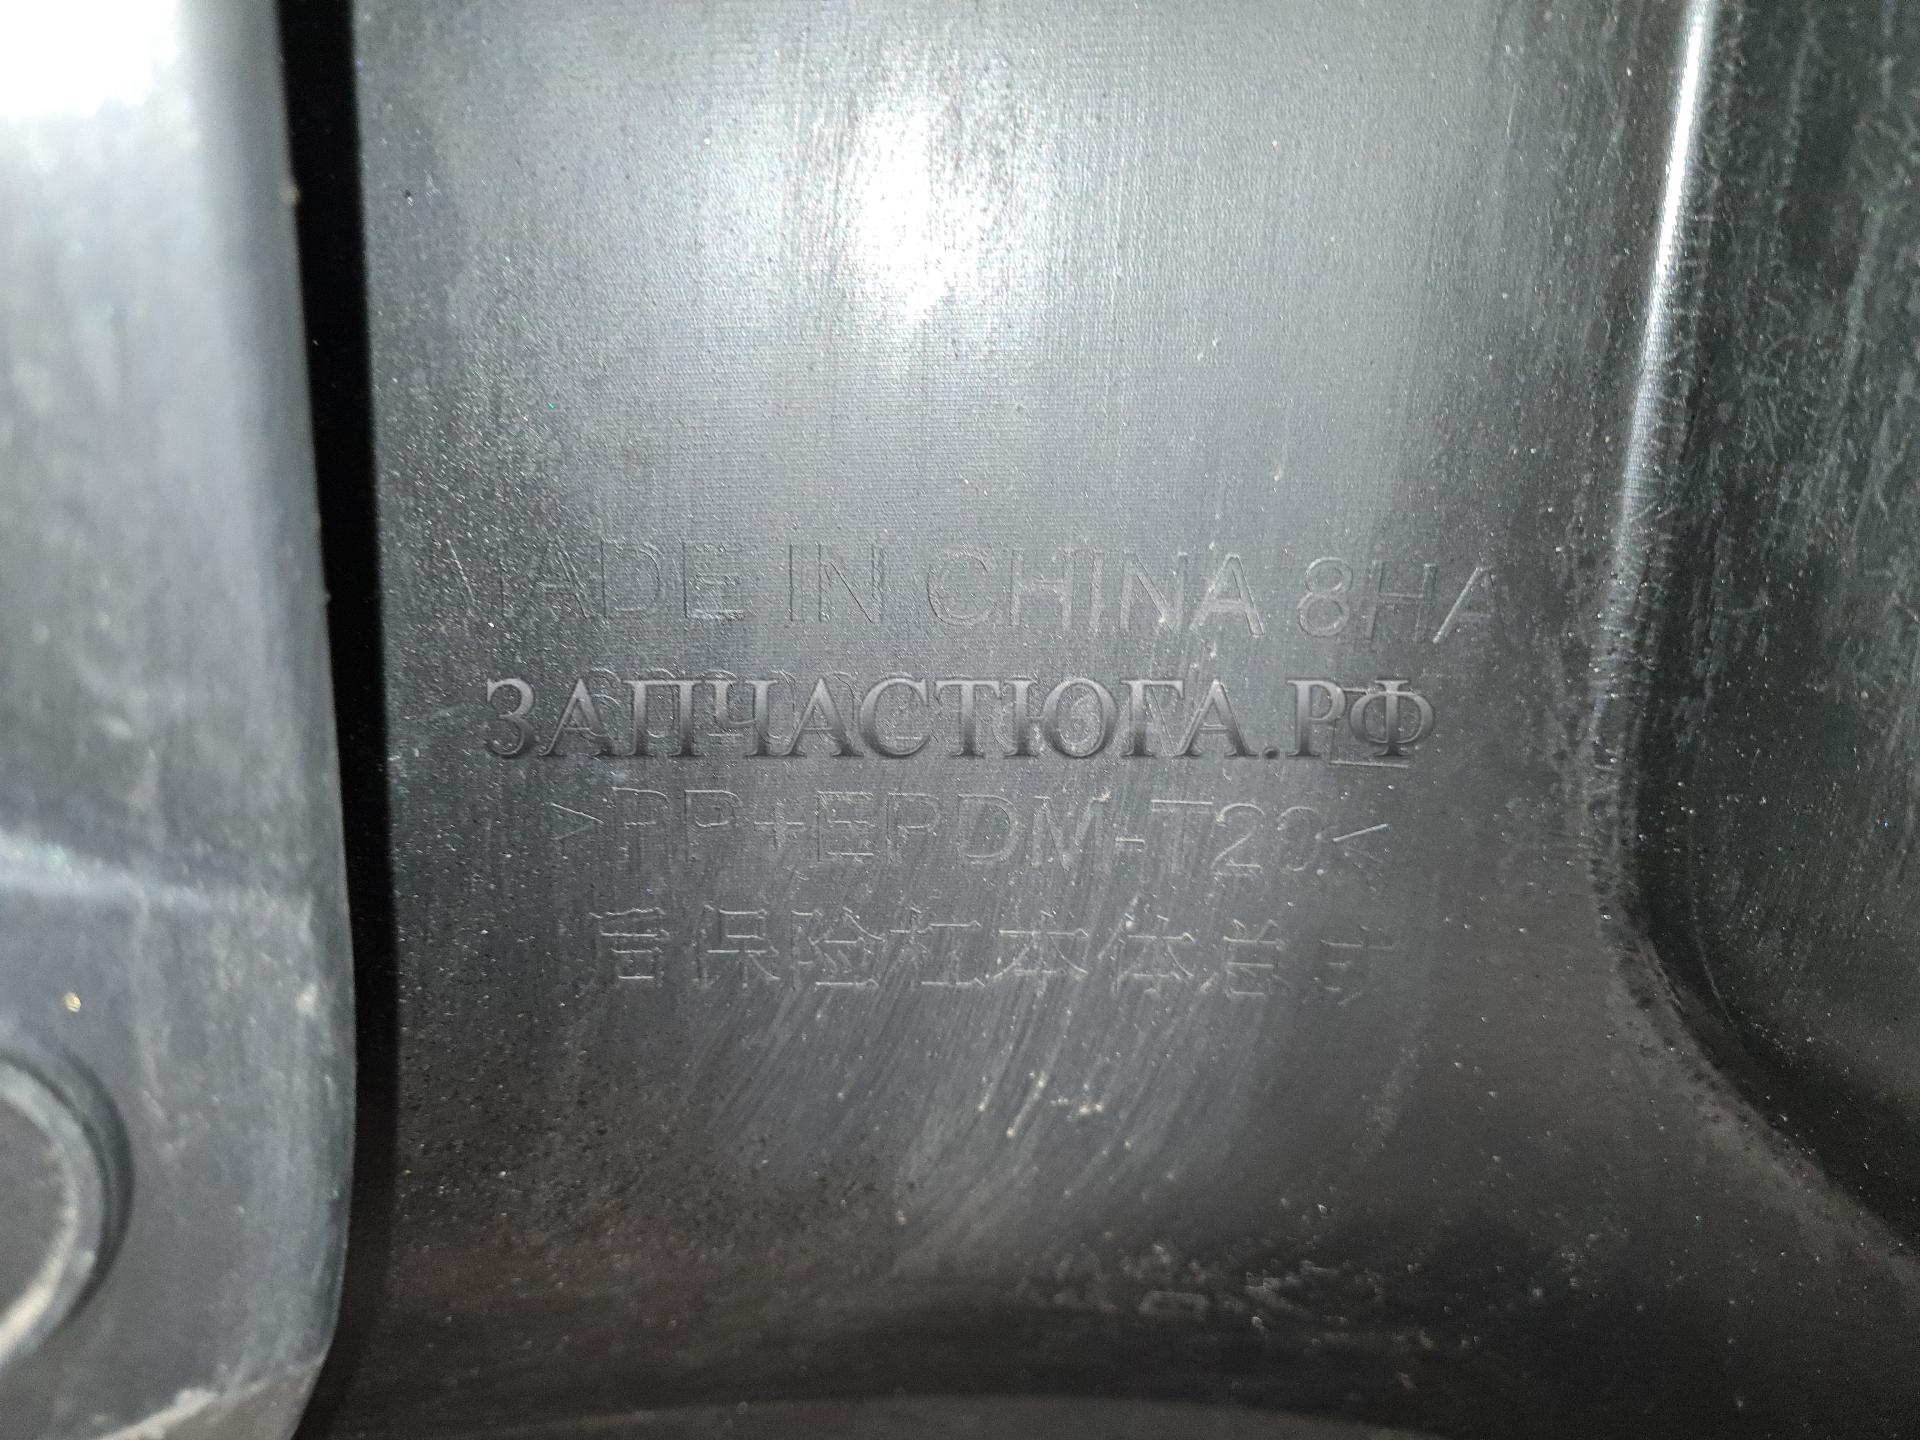 MADE IN CHINA 8HA
ЗАПЧАСТЮГА.РФ
>PP+EPDM-T20<
后保险杠本体总成